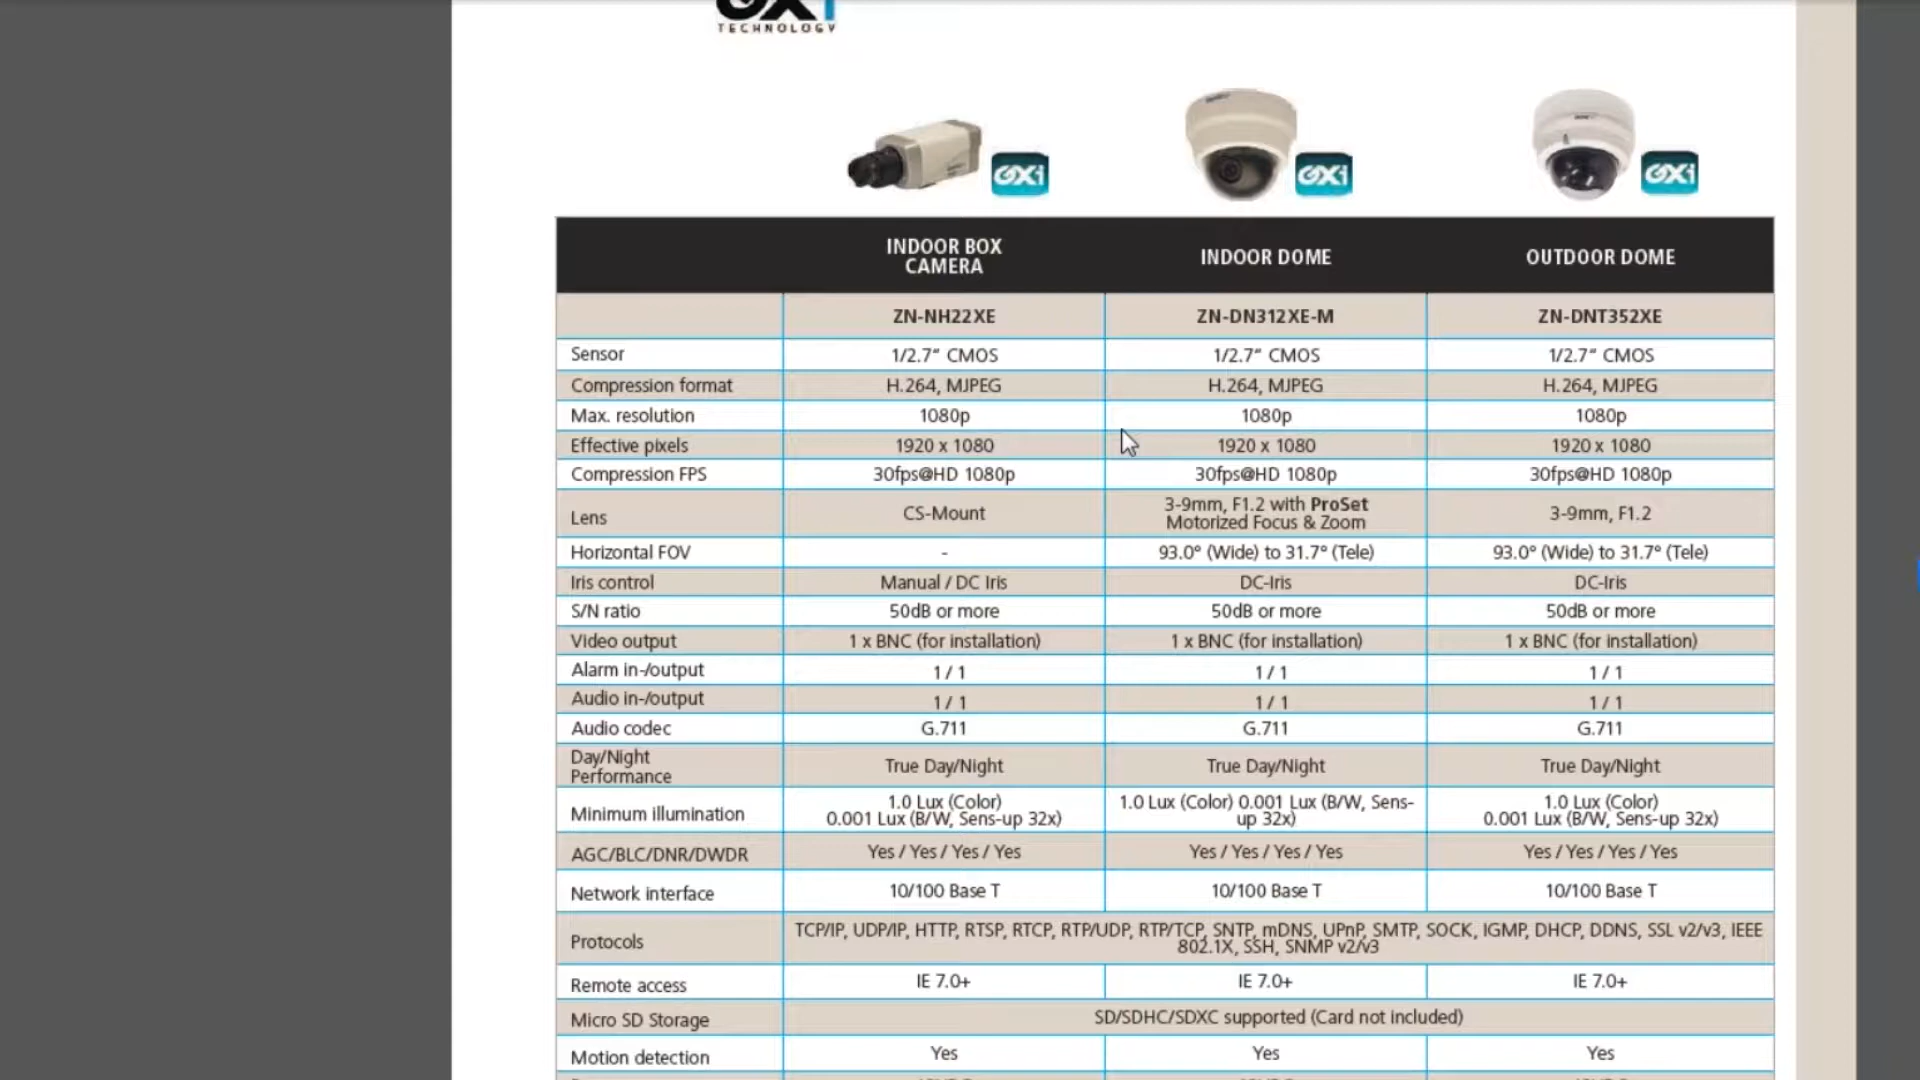 GXi
TECHNOLOGY
GXi GXi GXi
INDOOR BOX
CAMERA INDOOR DOME OUTDOOR DOME
ZN-NH22XE ZN-DN312XE-M ZN-DNT352XE
Sensor 1/2.7" CMOS 1/2.7" CMOS 1/2.7" CMOS
Compression format H.264, MJPEG H.264, MJPEG H.264, MJPEG
Max. resolution 1080p 1080p 1080p
Effective pixels 1920 x 1080 1920 x 1080 1920 x 1080
Compression FPS 30fps@HD 1080p 30fps@HD 1080p 30fps@HD 1080p
Lens CS-Mount 3-9mm, F1.2 with ProSet
Motorized Focus & Zoom 3-9mm, F1.2
Horizontal FOV - 93.0° (Wide) to 31.7° (Tele) 93.0° (Wide) to 31.7° (Tele)
Iris control Manual / DC Iris DC-Iris DC-Iris
S/N ratio 50dB or more 50dB or more 50dB or more
Video output 1 x BNC (for installation) 1 x BNC (for installation) 1 x BNC (for installation)
Alarm in-/output 1 / 1 1 / 1 1 / 1
Audio in-/output 1 / 1 1 / 1 1 / 1
Audio codec G.711 G.711 G.711
Day/Night
Performance True Day/Night True Day/Night True Day/Night
Minimum illumination 1.0 Lux (Color)
0.001 Lux (B/W, Sens-up 32x) 1.0 Lux (Color) 0.001 Lux (B/W, Sens-
up 32x) 1.0 Lux (Color)
0.001 Lux (B/W, Sens-up 32x)
AGC/BLC/DNR/DWDR Yes / Yes / Yes / Yes Yes / Yes / Yes / Yes Yes / Yes / Yes / Yes
Network interface 10/100 Base T 10/100 Base T 10/100 Base T
Protocols TCP/IP, UDP/IP, HTTP, RTSP, RTCP, RTP/UDP, RTP/TCP, SNTP, mDNS, UPnP, SMTP, SOCK, IGMP, DHCP, DDNS, SSL v2/v3, IEEE
802.1X, SSH, SNMP v2/v3
Remote access IE 7.0+ IE 7.0+ IE 7.0+
Micro SD Storage SD/SDHC/SDXC supported (Card not included)
Motion detection Yes Yes Yes